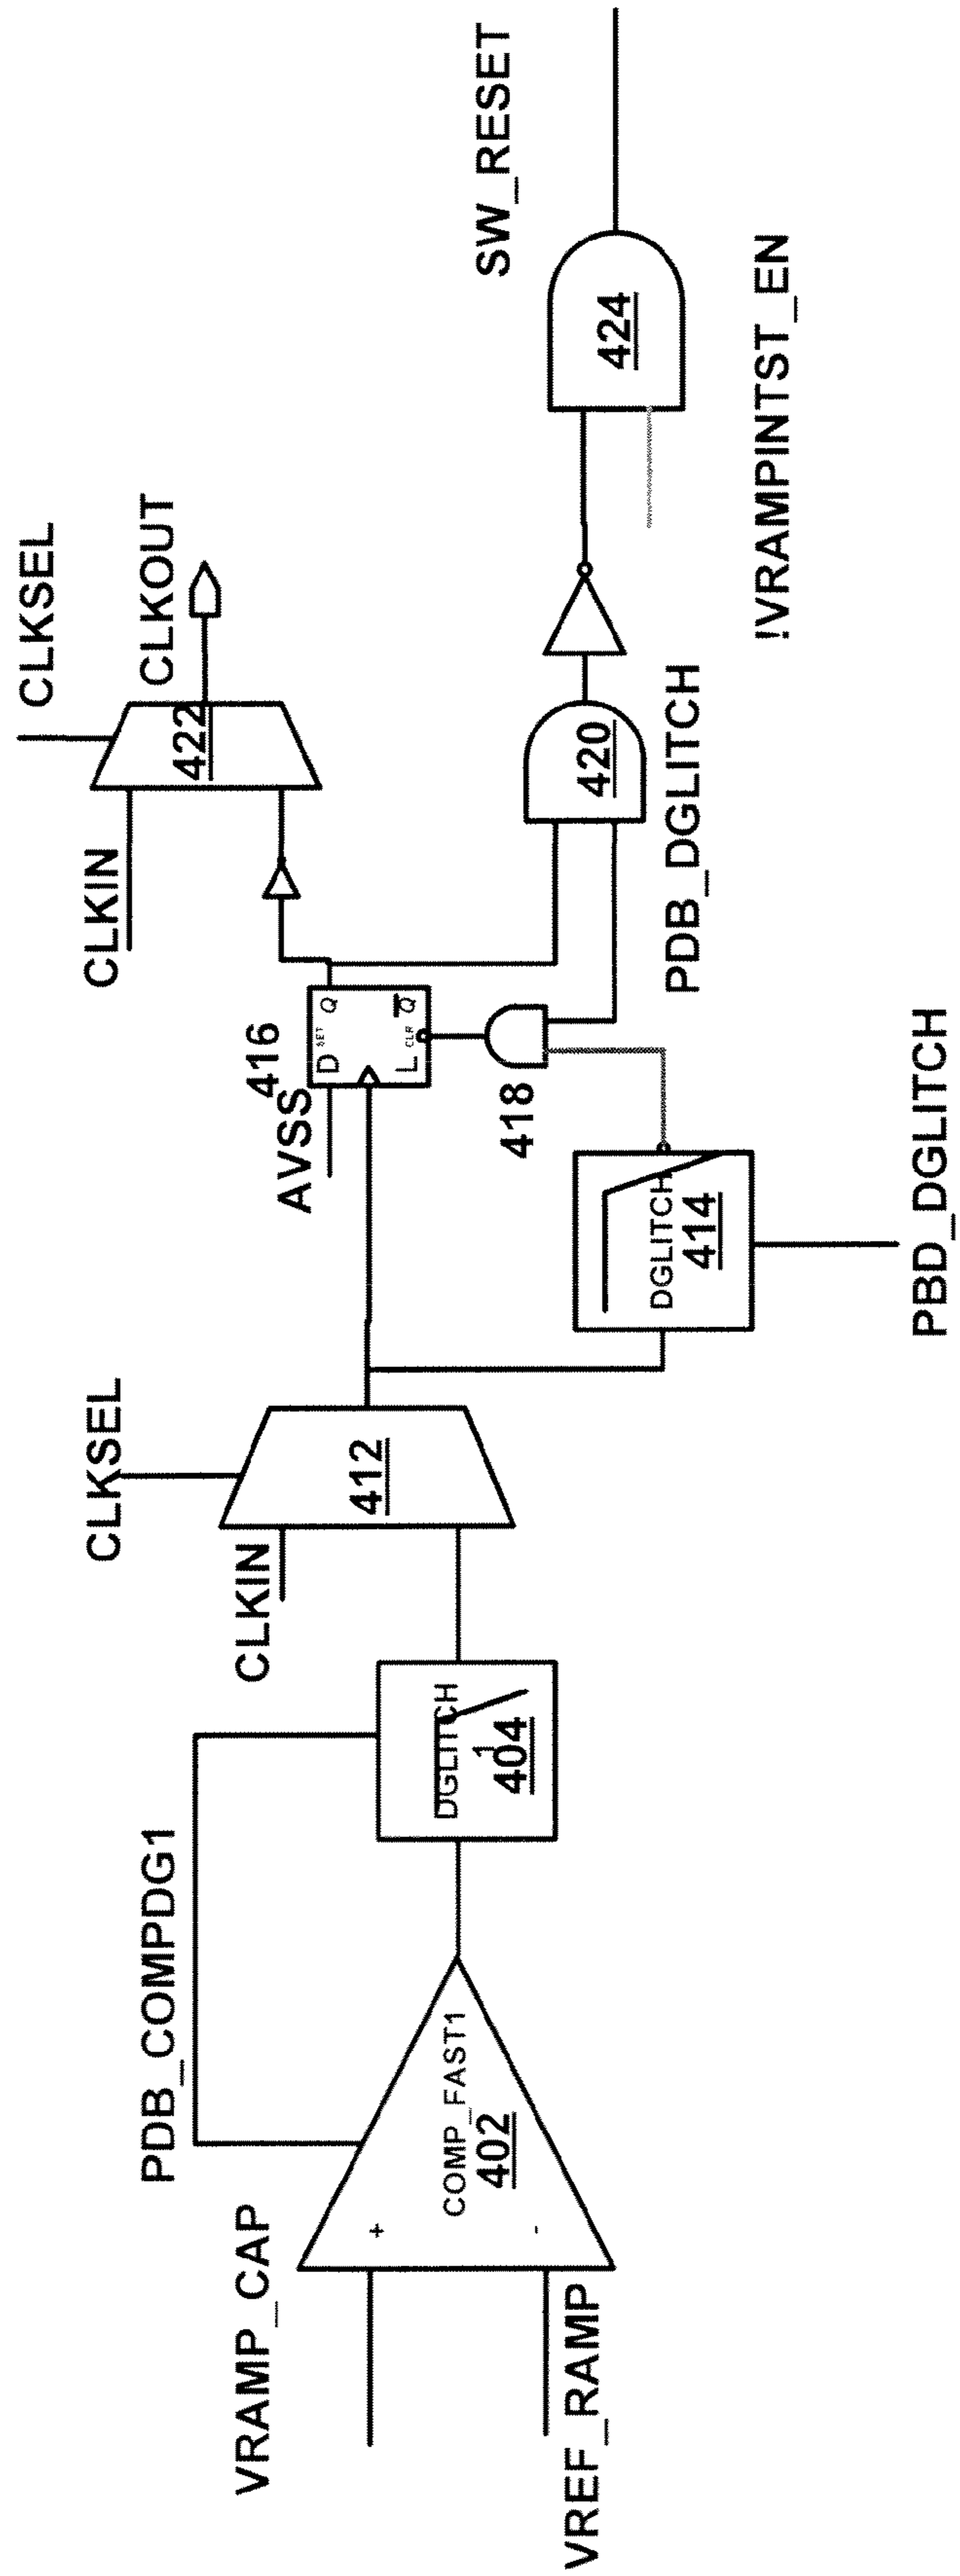 VRAMP_CAP
VREF_RAMP
+
-
COMP_FAST1
402
PDB_COMPDG1
DGLITCH
1
404
CLKIN
CLKSEL
412
DGLITCH
414
PBD_DGLITCH
AVSS
416
D
SET
Q
L
CLR
Q
418
CLKIN
CLKSEL
422
CLKOUT
420
PDB_DGLITCH
424
!VRAMPINTST_EN
SW_RESET